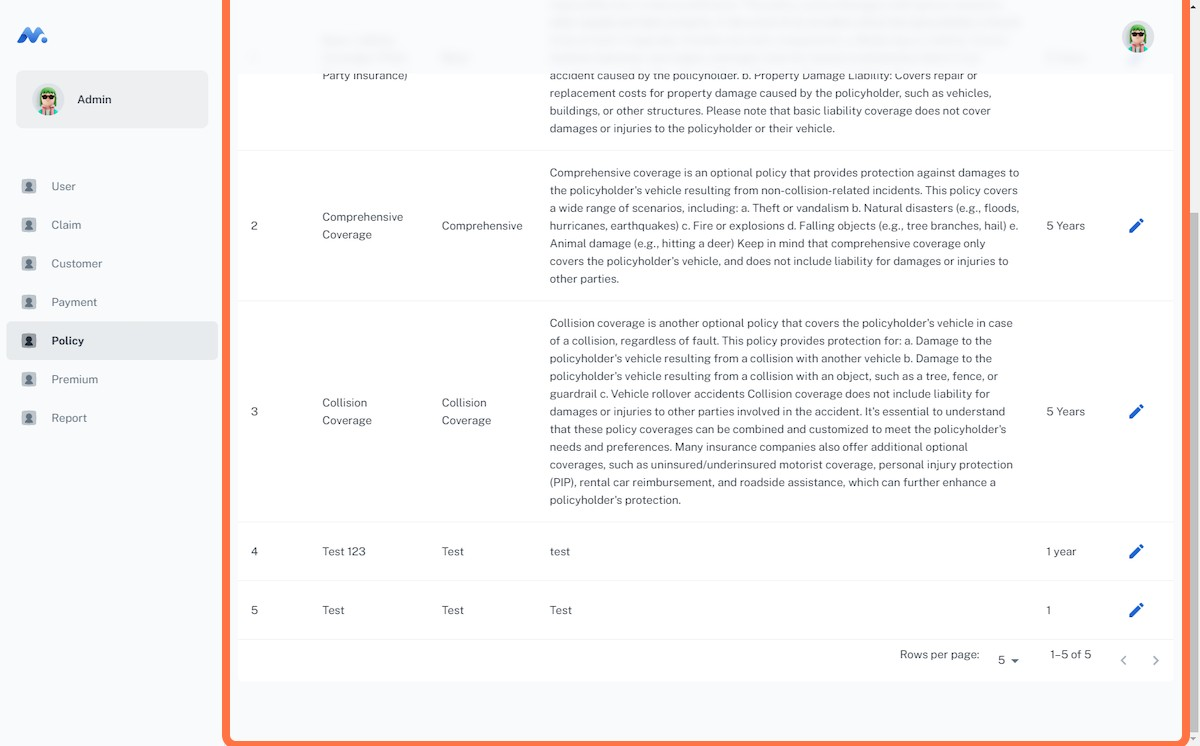 Admin
User
Claim
Customer
Payment
Policy
Premium
Report
Party Insurance)
accident caused by the policyholder. b. Property Damage Liability: Covers repair or
replacement costs for property damage caused by the policyholder, such as vehicles,
buildings, or other structures. Please note that basic liability coverage does not cover
damages or injuries to the policyholder or their vehicle.
2
Comprehensive
Coverage
Comprehensive
Comprehensive coverage is an optional policy that provides protection against damages to
the policyholder's vehicle resulting from non-collision-related incidents. This policy covers
a wide range of scenarios, including: a. Theft or vandalism b. Natural disasters (e.g., floods,
hurricanes, earthquakes) c. Fire or explosions d. Falling objects (e.g., tree branches, hail) e.
Animal damage (e.g., hitting a deer) Keep in mind that comprehensive coverage only
covers the policyholder's vehicle, and does not include liability for damages or injuries to
other parties.
5 Years
3
Collision
Coverage
Collision
Coverage
Collision coverage is another optional policy that covers the policyholder's vehicle in case
of a collision, regardless of fault. This policy provides protection for: a. Damage to the
policyholder's vehicle resulting from a collision with another vehicle b. Damage to the
policyholder's vehicle resulting from a collision with an object, such as a tree, fence, or
guardrail c. Vehicle rollover accidents Collision coverage does not include liability for
damages or injuries to other parties involved in the accident. It's essential to understand
that these policy coverages can be combined and customized to meet the policyholder's
needs and preferences. Many insurance companies also offer additional optional
coverages, such as uninsured/underinsured motorist coverage, personal injury protection
(PIP), rental car reimbursement, and roadside assistance, which can further enhance a
policyholder's protection.
5 Years
4
Test 123
Test
test
1 year
5
Test
Test
Test
1
Rows per page:
5
1–5 of 5